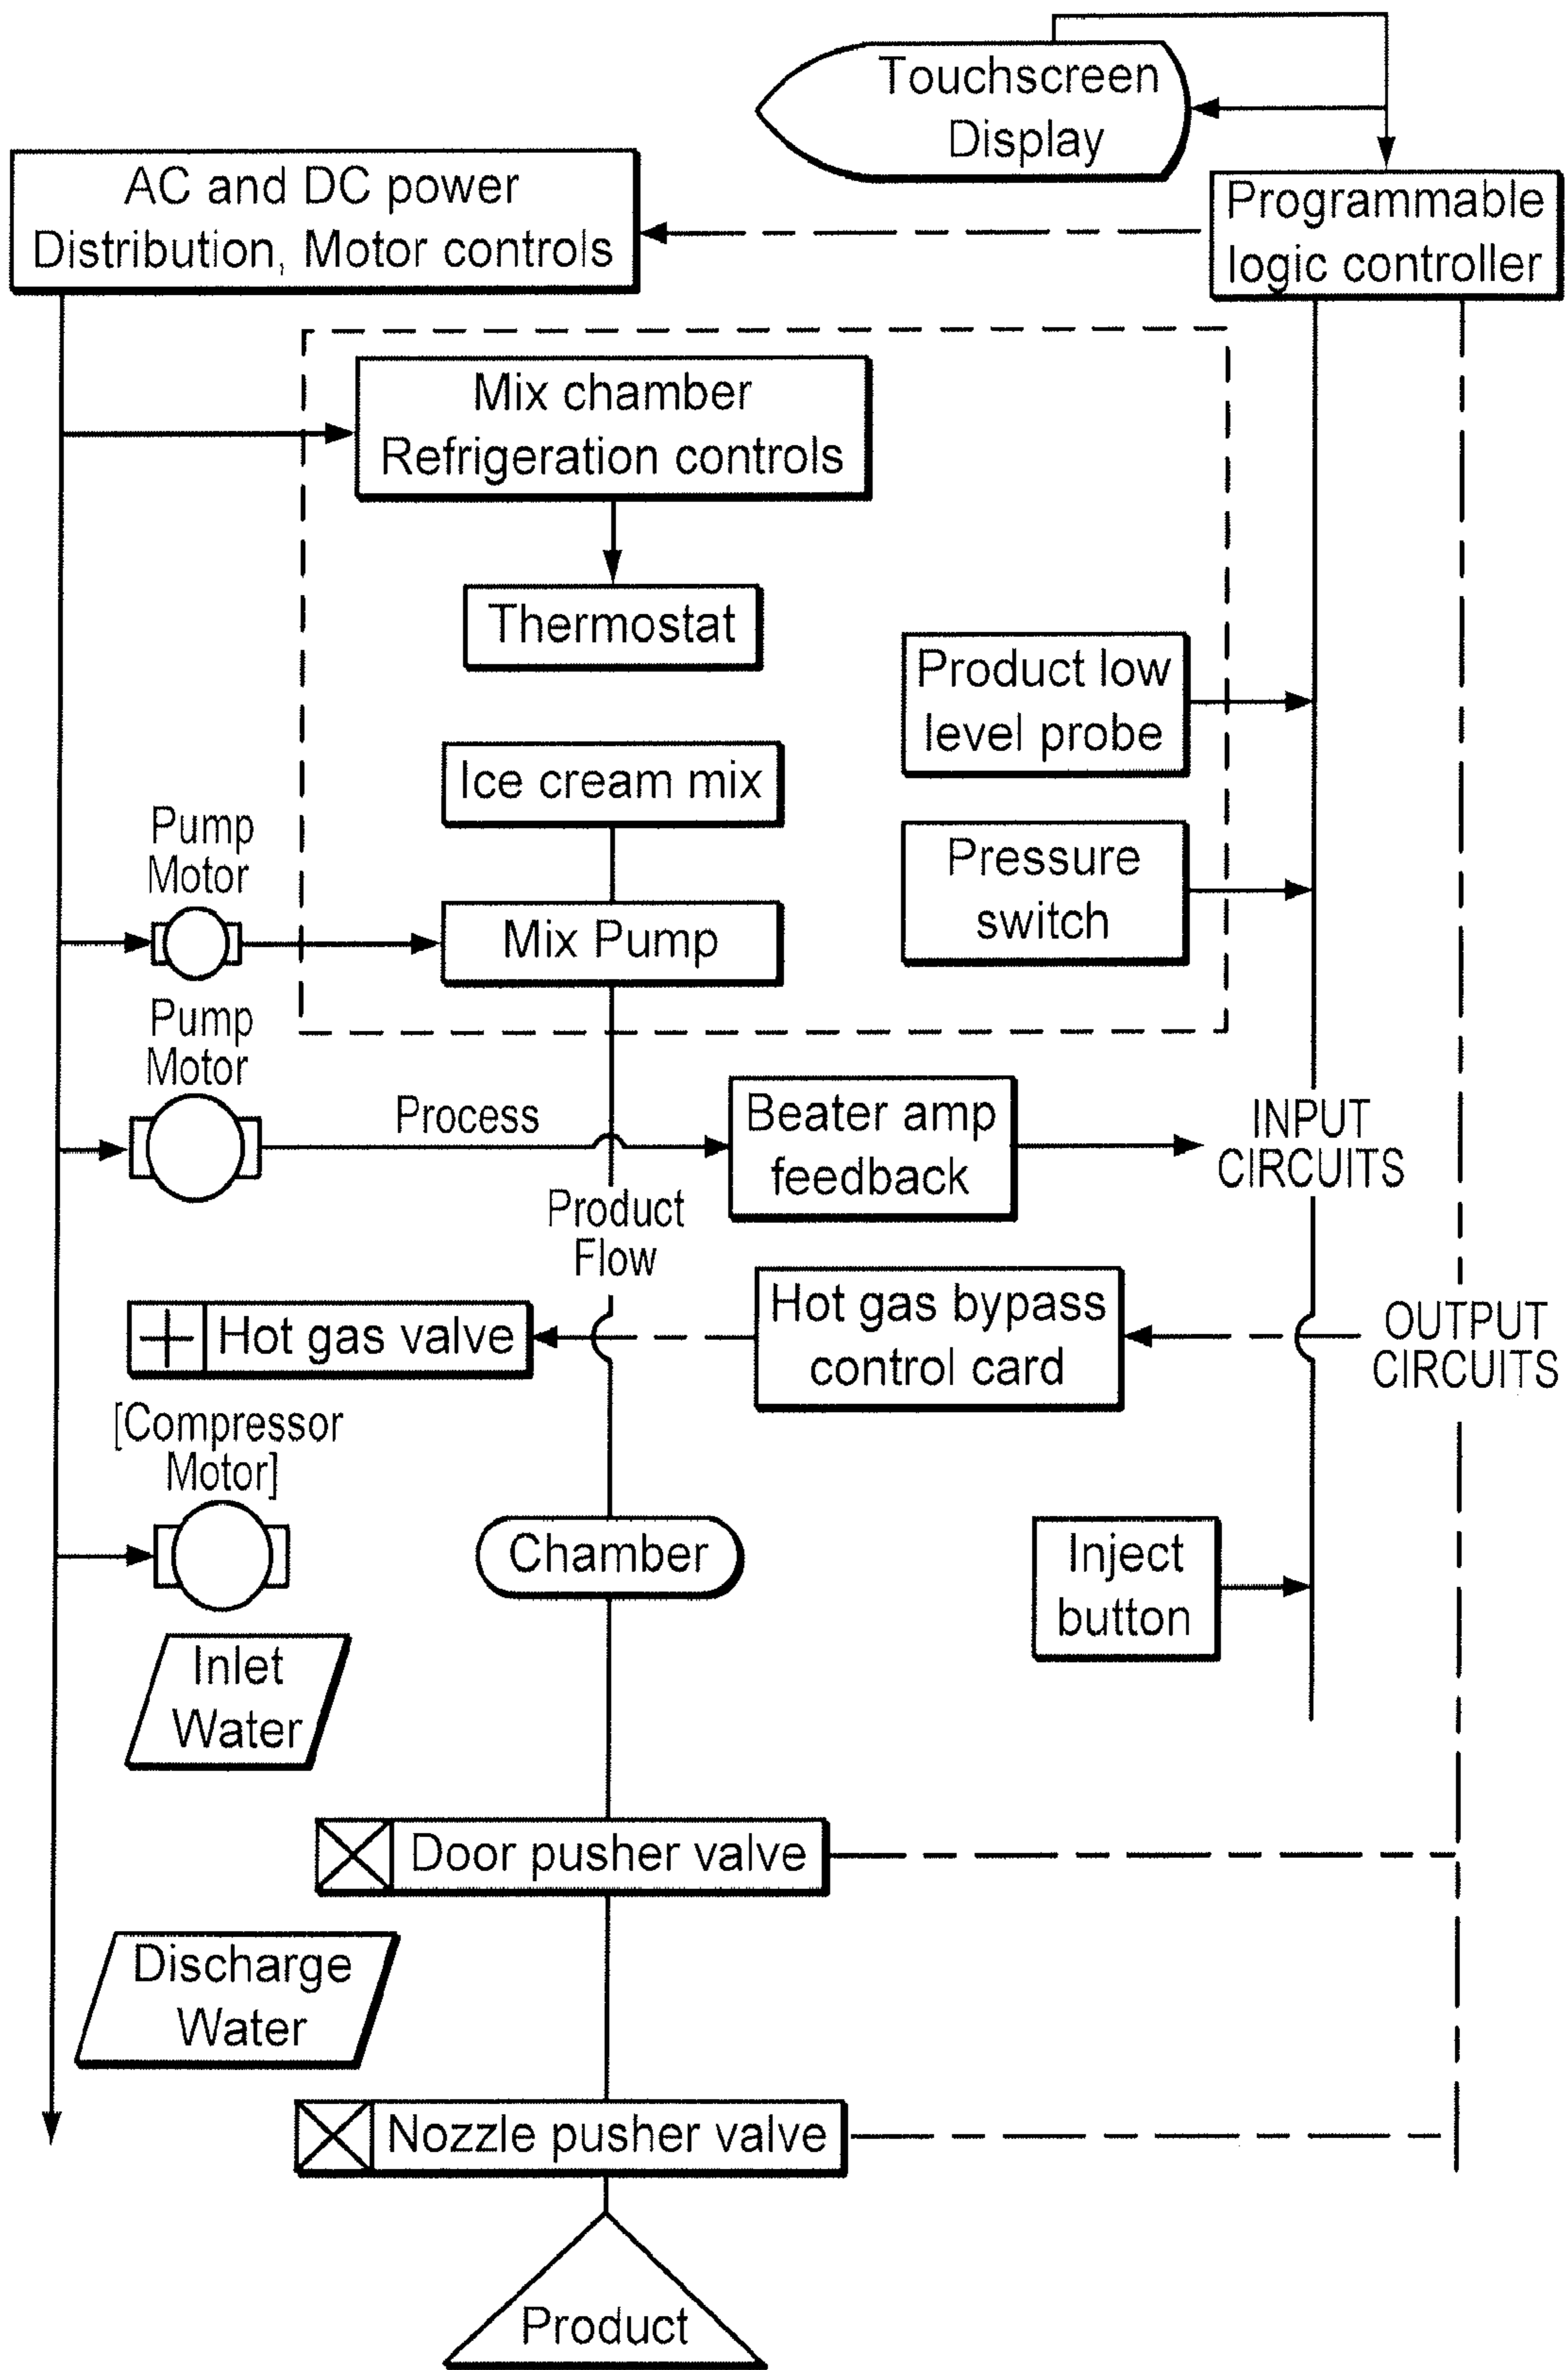 Touchscreen
Display
AC and DC power
Distribution, Motor controls
Programmable
logic controller
Mix chamber
Refrigeration controls
Thermostat
Product low
level probe
Ice cream mix
Pump
Motor
Pressure
switch
Mix Pump
Pump
Motor
Process
Beater amp
feedback
INPUT
CIRCUITS
Product
Flow
Hot gas valve
Hot gas bypass
control card
OUTPUT
CIRCUITS
[Compressor
Motor]
Chamber
Inject
button
Inlet
Water
Door pusher valve
Discharge
Water
Nozzle pusher valve
Product